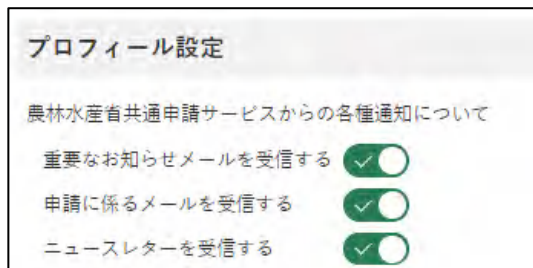 プロフィール設定
農林水産省共通申請サービスからの各種通知について
重要なお知らせメールを受信する
申請に係るメールを受信する
ニュースレターを受信する